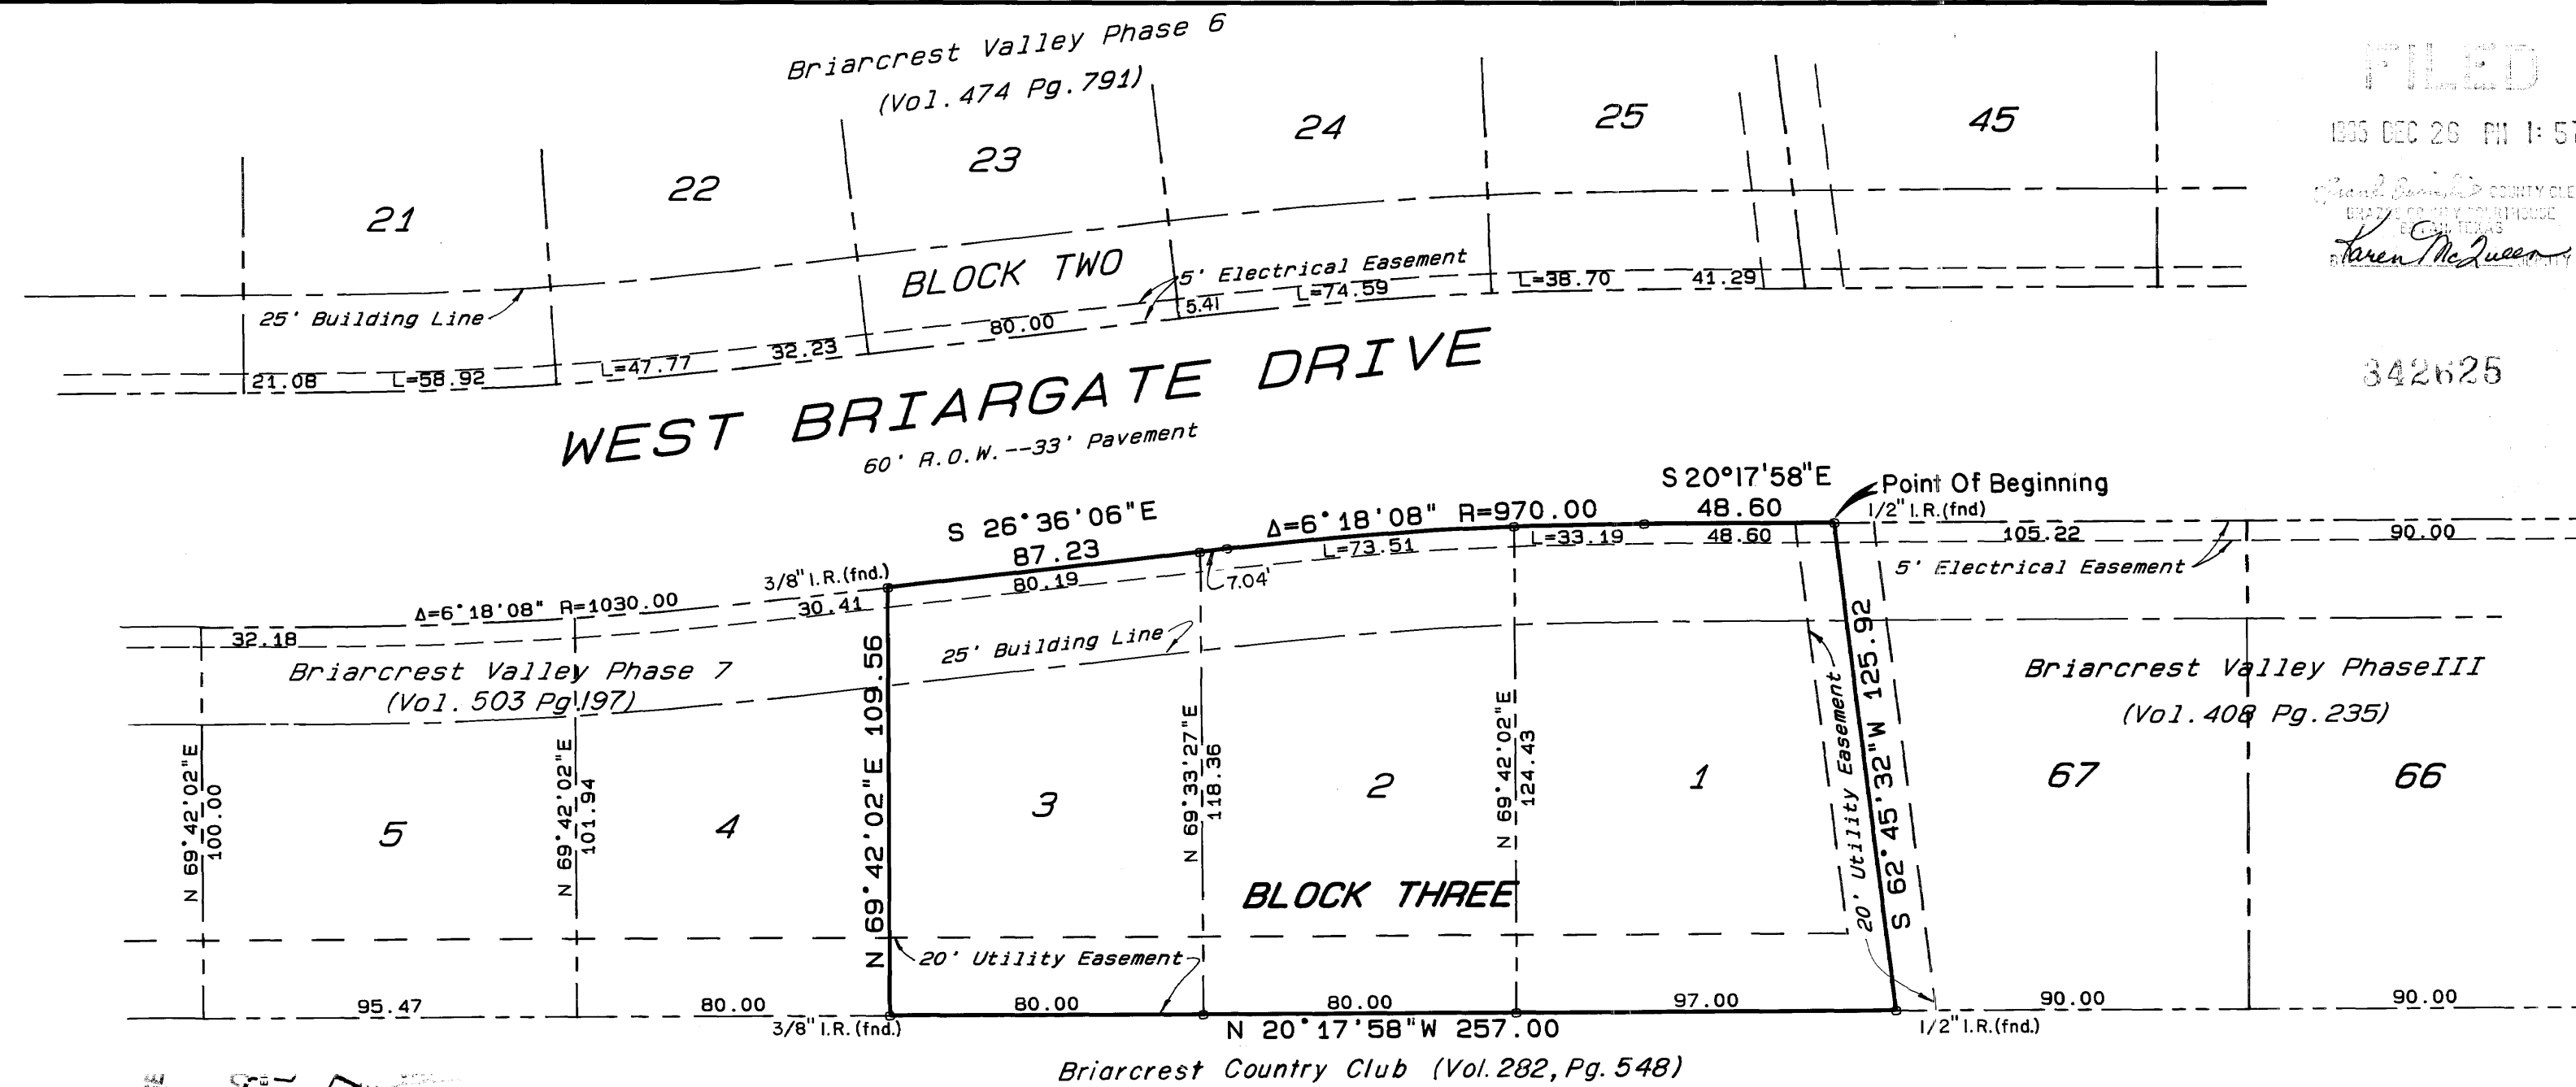 Briarcrest Valley Phase 6
(Vol. 474 Pg. 791)
FILED
DEC 26 PM 1:57
COUNTY CLE
TEXAS
Karen McQueen
342625
21
22
23
24
25
45
BLOCK TWO
5' Electrical Easement
25' Building Line
21.08
L=58.92
L=47.77
32.23
80.00
5.41
L=74.59
L=38.70
41.29
WEST BRIARGATE DRIVE
60' R.O.W.--33' Pavement
S 20°17'58"E
48.60
Point Of Beginning
1/2" I.R.(fnd)
S 26°36'06"E
87.23
Δ=6°18'08" R=970.00
3/8" I.R.(fnd.)
80.19
7.04'
L=73.51
L=33.19
48.60
105.22
90.00
5' Electrical Easement
Δ=6°18'08" R=1030.00
30.41
32.18
Briarcrest Valley Phase 7
(Vol. 503 Pg.197)
25' Building Line
Briarcrest Valley Phase III
(Vol. 408 Pg. 235)
N 69°42'02"E
100.00
N 69°42'02"E
101.94
N 69°42'02"E 109.56
N 69°33'27"E
118.36
N 69°42'02"E
124.43
20' Utility Easement
S 62°45'32"W 125.92
5
4
3
2
1
67
66
BLOCK THREE
20' Utility Easement
95.47
80.00
80.00
80.00
97.00
90.00
90.00
3/8" I.R.(fnd.)
N 20°17'58"W 257.00
1/2" I.R.(fnd.)
Briarcrest Country Club (Vol. 282, Pg. 548)